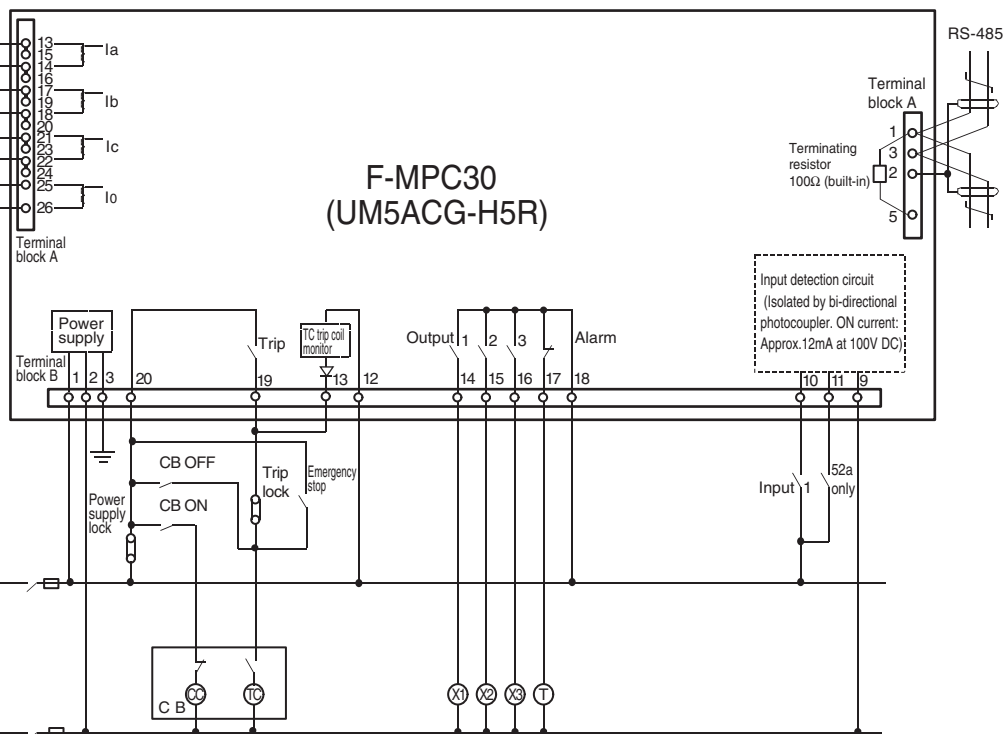 13
15
14
16
17
19
18
20
21
23
22
24
25
26
Ia
Ib
Ic
I0
Terminal
block A
F-MPC30
(UM5ACG-H5R)
RS-485
Terminal
block A
1
3
2
5
Terminating
resistor
100Ω (built-in)
Input detection circuit
(Isolated by bi-directional
photocoupler. ON current:
Approx.12mA at 100V DC)
Power
supply
Trip
TC trip coil
monitor
Output 1 2 3 Alarm
Terminal
block B
1 2 3 20 19 13 12 14 15 16 17 18 10 11 9
CB OFF
CB ON
Trip
lock
Emergency
stop
Power
supply
lock
Input 1
52a
only
CC
TC
C B
X1
X2
X3
T